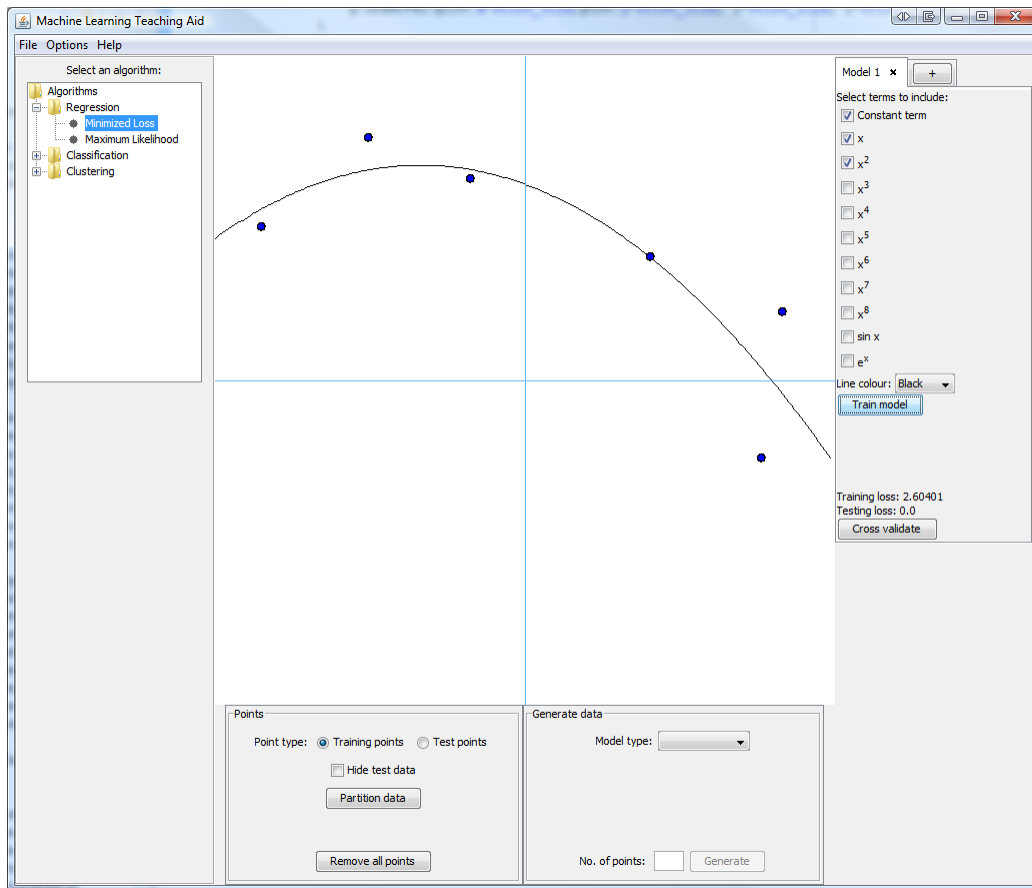 Machine Learning Teaching Aid
File Options Help
Select an algorithm:
Algorithms
Regression
Minimized Loss
Maximum Likelihood
Classification
Clustering
Model 1 × +
Select terms to include:
Constant term
x
x²
x³
x⁴
x⁵
x⁶
x⁷
x⁸
sin x
eˣ
Line colour: Black
Train model
Training loss: 2.60401
Testing loss: 0.0
Cross validate
Points
Point type: Training points Test points
Hide test data
Partition data
Remove all points
Generate data
Model type:
No. of points: Generate